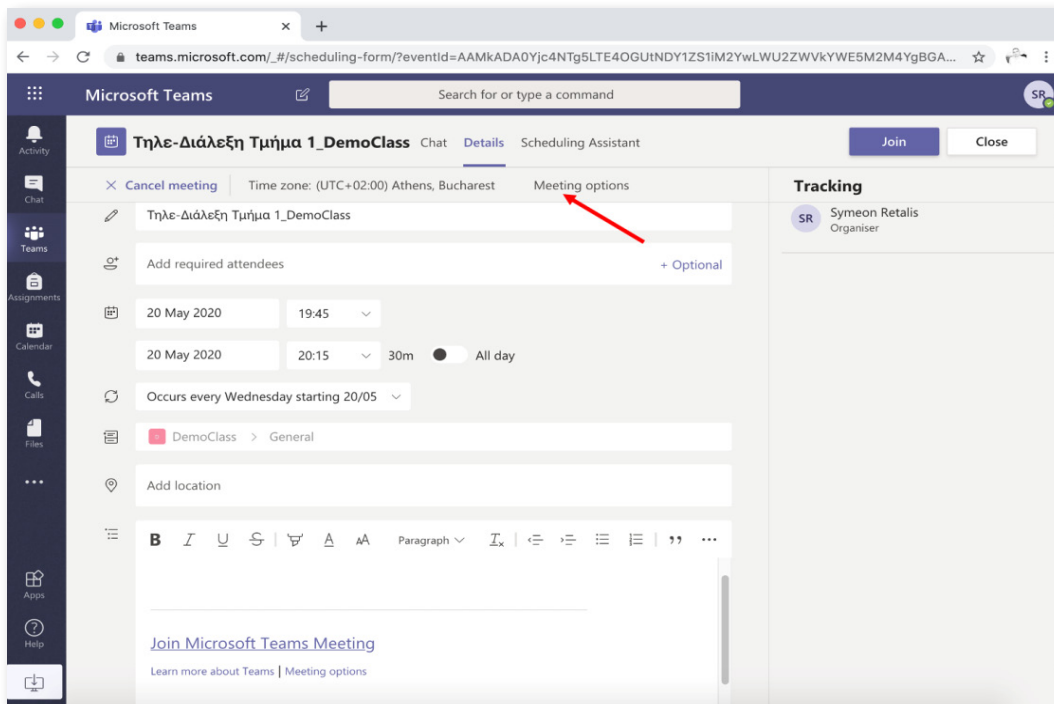 Microsoft Teams
teams.microsoft.com/_#/scheduling-form/?eventId=AAMkADA0Yjc4NTg5LTE4OGUtNDY1ZS1iM2YwLWU2ZWVkYWE5M2M4YgBGA...
Microsoft Teams
Search for or type a command
SR
Activity
Chat
Teams
Assignments
Calendar
Calls
Files
Apps
Help
Τηλε-Διάλεξη Τμήμα 1_DemoClass Chat Details Scheduling Assistant
Join
Close
Cancel meeting
Time zone: (UTC+02:00) Athens, Bucharest
Meeting options
Τηλε-Διάλεξη Τμήμα 1_DemoClass
Add required attendees
+ Optional
20 May 2020
19:45
20 May 2020
20:15
30m
All day
Occurs every Wednesday starting 20/05
DemoClass > General
Add location
B I U S A AA Paragraph
Join Microsoft Teams Meeting
Learn more about Teams | Meeting options
Tracking
SR
Symeon Retalis
Organiser